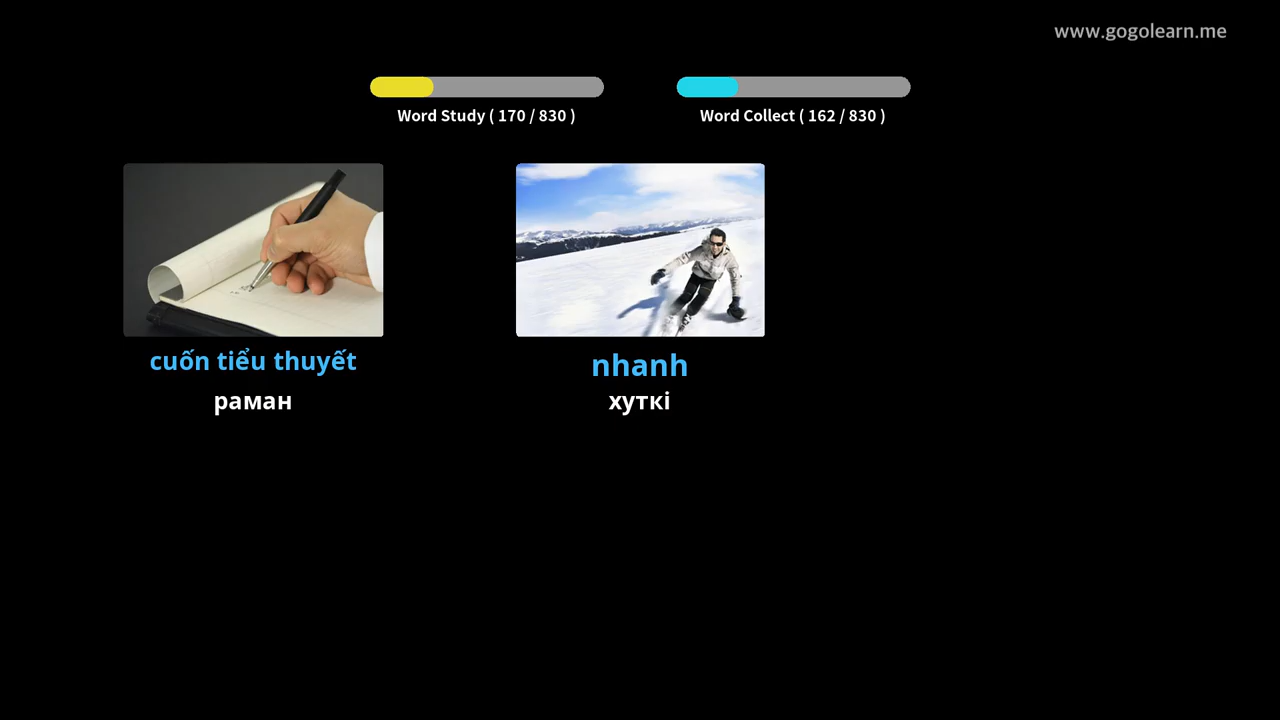 www.gogolearn.me
Word Study ( 170 / 830 )
Word Collect ( 162 / 830 )
cuốn tiểu thuyết
раман
nhanh
хуткі